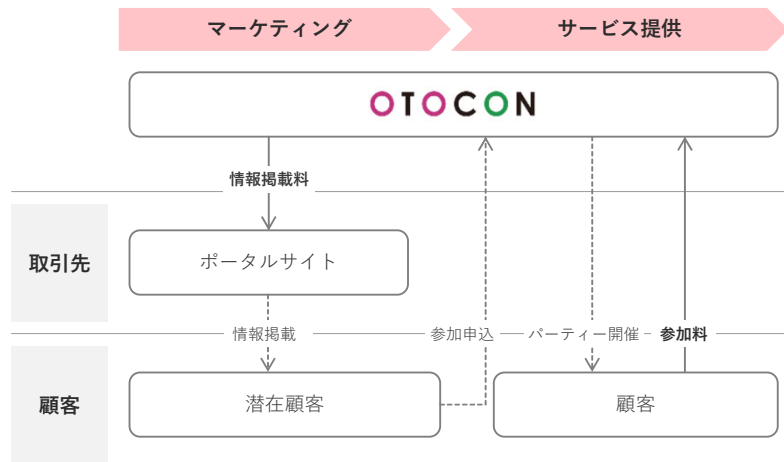 マーケティング
サービス提供
OTOCON
情報掲載料
取引先
ポータルサイト
情報掲載
参加申込
パーティー開催
参加料
顧客
潜在顧客
顧客